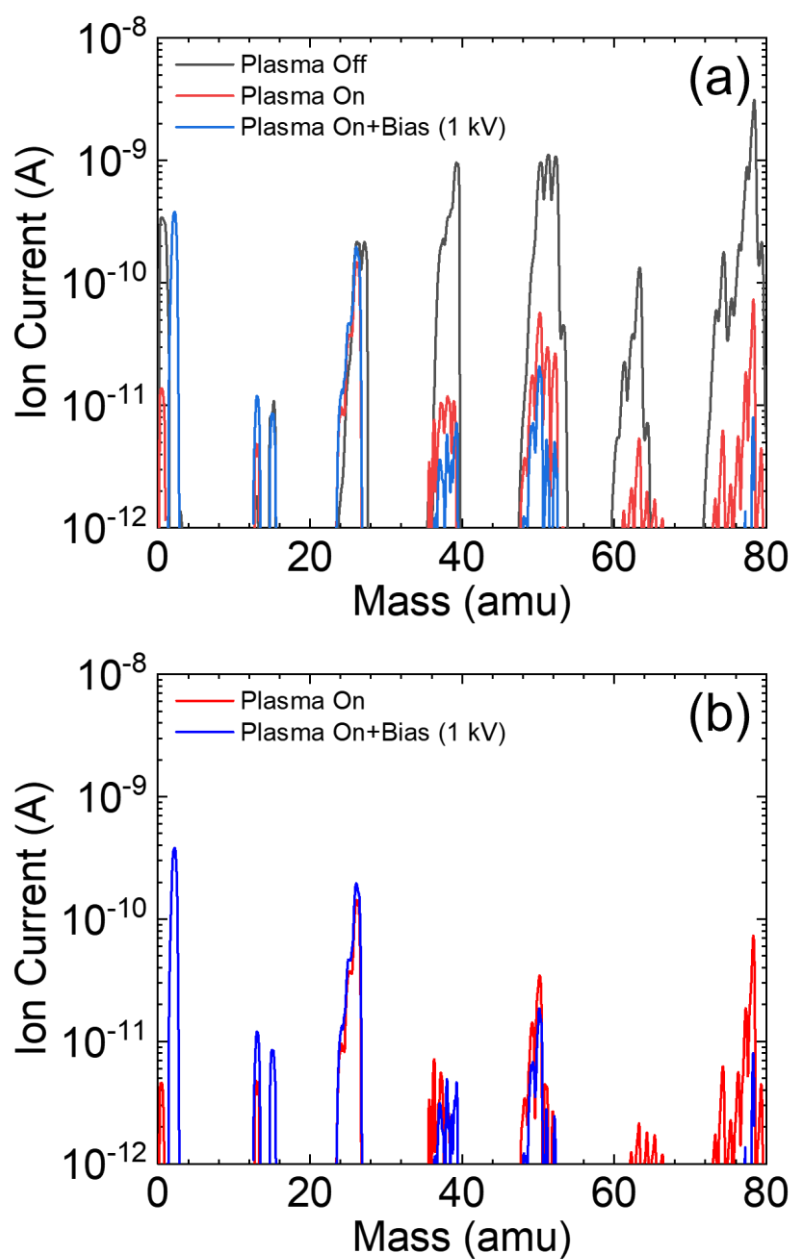 10⁻⁸
Plasma Off
(a)
Plasma On
Plasma On+Bias (1 kV)
10⁻⁹
10⁻¹⁰
10⁻¹¹
10⁻¹²
Ion Current (A)
0 20 40 60 80
Mass (amu)
10⁻⁸
Plasma On
(b)
Plasma On+Bias (1 kV)
10⁻⁹
10⁻¹⁰
10⁻¹¹
10⁻¹²
Ion Current (A)
0 20 40 60 80
Mass (amu)